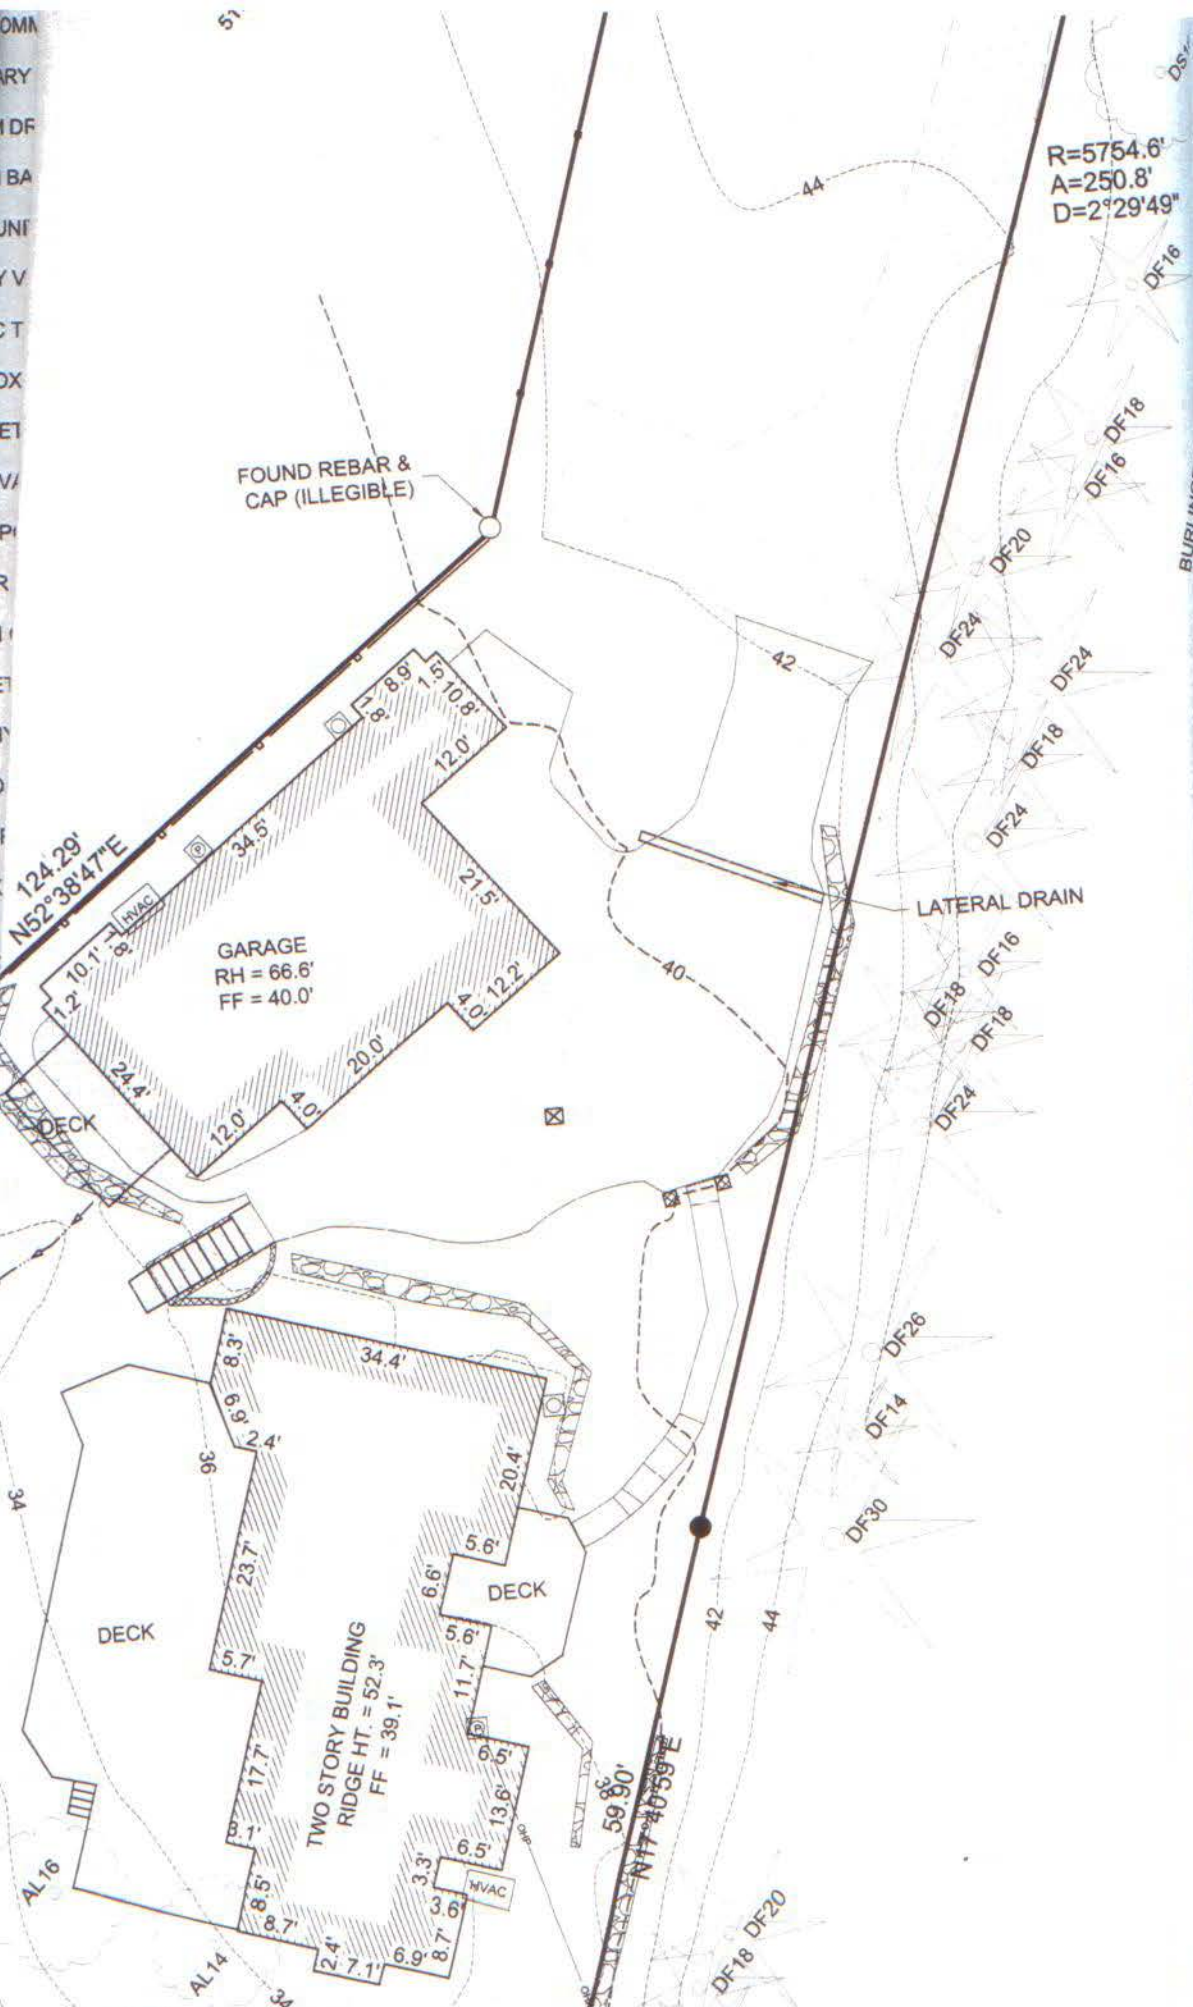 51
R=5754.6'
A=250.8'
D=2°29'49"
44
DF16
DF18
DF16
DF20
DF24
DF24
DF18
DF24
FOUND REBAR &
CAP (ILLEGIBLE)
42
8.9'
1.5'
10.8'
1.8'
12.0'
34.5'
21.5'
124.29'
N52°38'47"E
HVAC
P
1.8'
10.1'
1.2'
GARAGE
RH = 66.6'
FF = 40.0'
LATERAL DRAIN
40
DF16
DF18
DF18
DF24
12.2'
4.0'
20.0'
4.0'
12.0'
24.4'
DECK
8.3'
34.4'
6.9'
2.4'
36
34
20.4'
DF26
DF14
DF30
5.6'
6.6'
DECK
5.6'
23.7'
DECK
5.7'
11.7'
P
42
44
TWO STORY BUILDING
RIDGE HT. = 52.3'
FF = 39.1'
6.5'
13.6'
17.7'
OHP
6.5'
3.3'
HVAC
3.6'
8.5'
8.7'
2.4'
7.1'
6.9'
8.7'
38
59.90'
N17°40'59"E
AL16
AL14
34
DF20
DF18